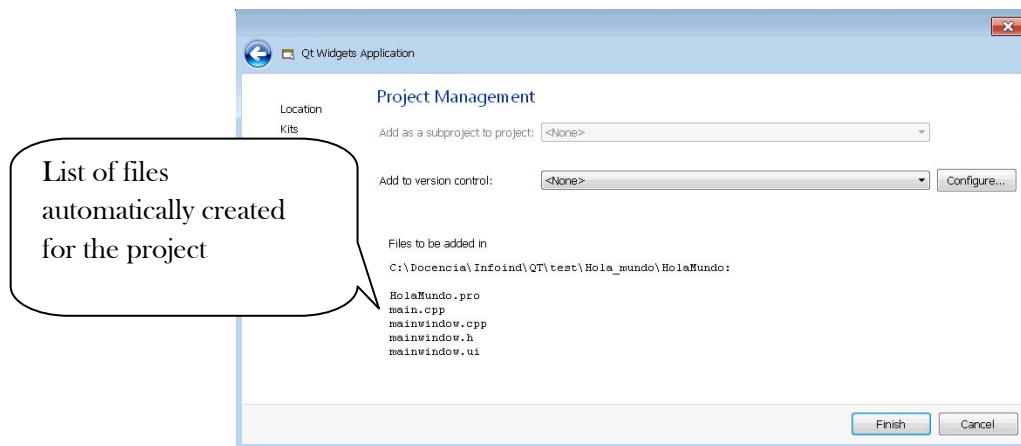 Qt Widgets Application
Location
Kits
Project Management
Add as a subproject to project: <None>
Add to version control: <None> Configure...
List of files
automatically created
for the project
Files to be added in
C:\Docencia\Infoind\QT\test\Hola_mundo\HolaMundo:
HolaMundo.pro
main.cpp
mainwindow.cpp
mainwindow.h
mainwindow.ui
Finish Cancel